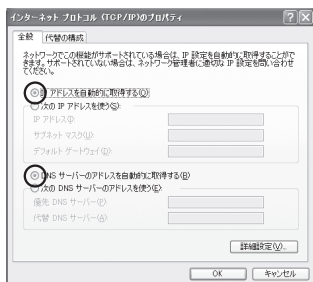 インターネット プロトコル (TCP/IP)のプロパティ
全般 代替の構成
ネットワークでこの機能がサポートされている場合は、IP 設定を自動的に取得することがで
きます。サポートされていない場合は、ネットワーク管理者に適切な IP 設定を問い合わせ
てください。
アドレスを自動的に取得する(O)
次の IP アドレスを使う(S):
IP アドレス(I):
サブネット マスク(U):
デフォルト ゲートウェイ(D):
DNS サーバーのアドレスを自動的に取得する(B)
次の DNS サーバーのアドレスを使う(E):
優先 DNS サーバー(P):
代替 DNS サーバー(A):
詳細設定(V)...
OK キャンセル